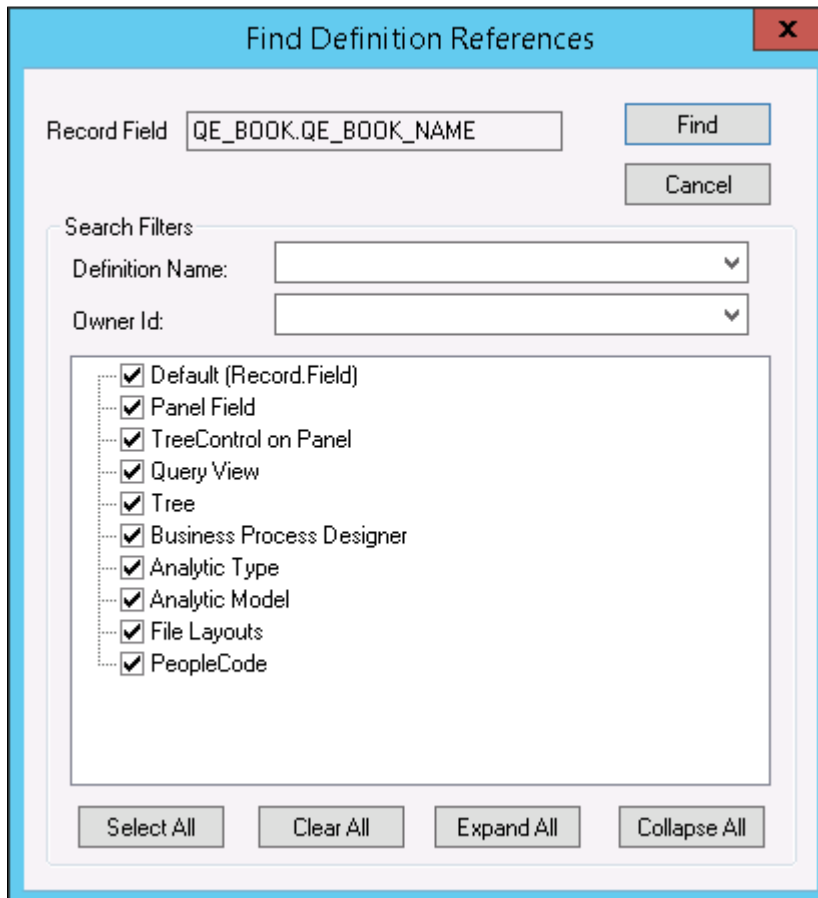 Find Definition References
x
Record Field QE_BOOK.QE_BOOK_NAME Find
Cancel
Search Filters
Definition Name:
Owner Id:
Default (Record.Field)
Panel Field
TreeControl on Panel
Query View
Tree
Business Process Designer
Analytic Type
Analytic Model
File Layouts
PeopleCode
Select All Clear All Expand All Collapse All